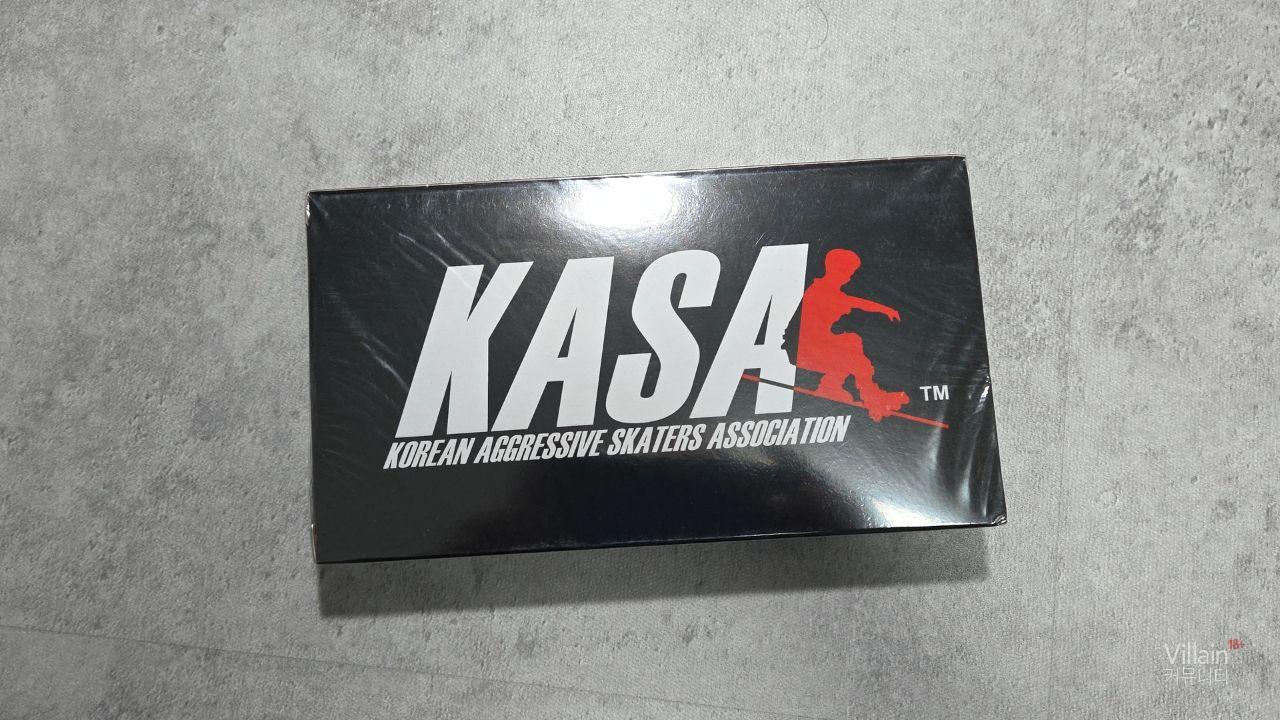 KASA
TM
KOREAN AGGRESSIVE SKATERS ASSOCIATION
Villain 18+
커뮤니티